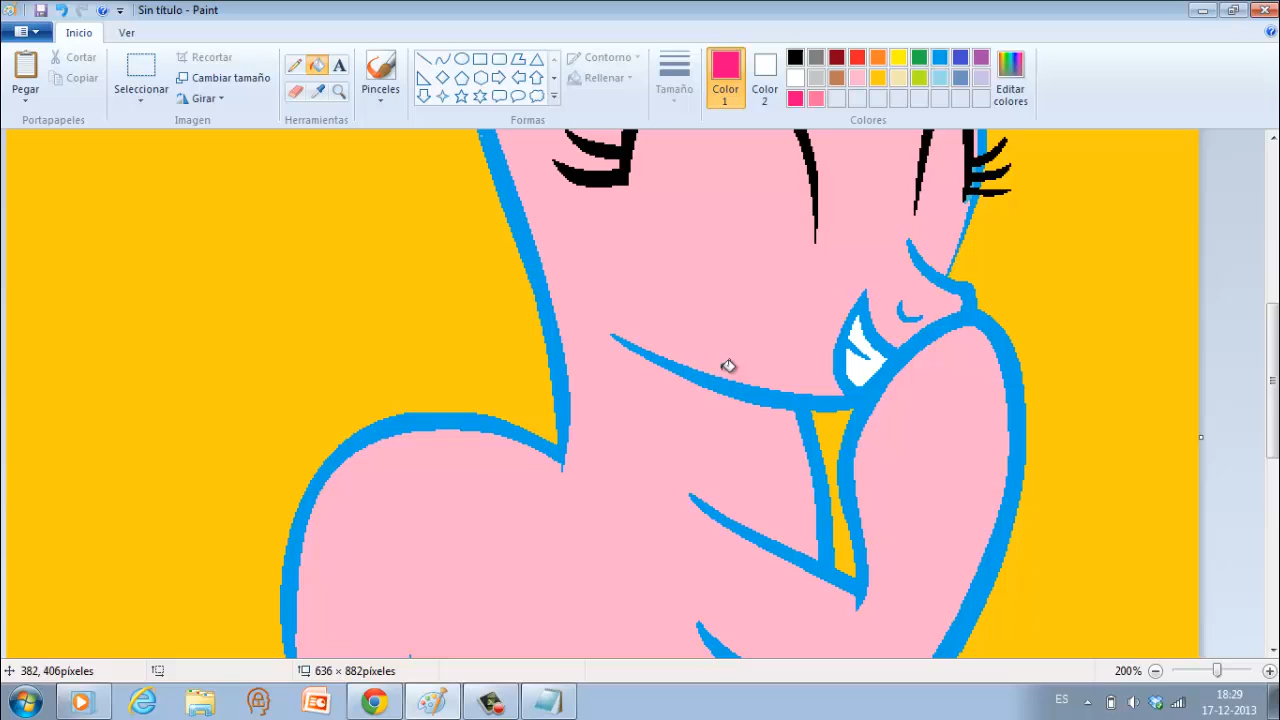 Sin título - Paint
Inicio Ver
Pegar
Cortar
Copiar
Portapapeles
Seleccionar
Recortar
Cambiar tamaño
Girar
Imagen
A
Herramientas
Pinceles
Contorno
Rellenar
Formas
Tamaño
Color
1
Color
2
Editar
colores
Colores
382, 406píxeles
636 × 882píxeles
200%
ES
18:29
17-12-2013